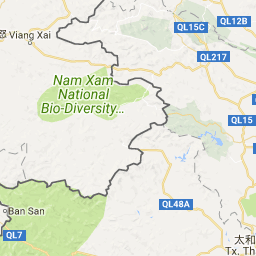 QL15C
QL12B
Viang Xai
QL217
Nam Xam
National
Bio-Diversity...
QL15
QL48A
Ban San
QL7
太和
Tx. Th